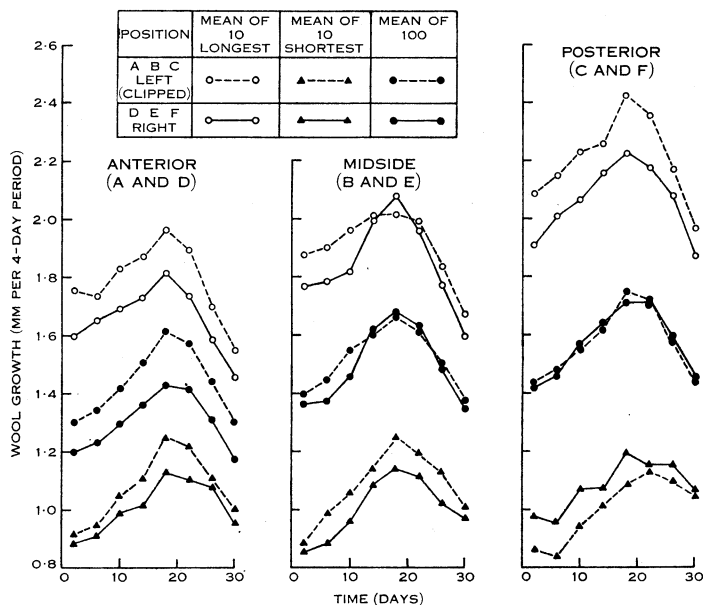 POSITION
MEAN OF
10
LONGEST
MEAN OF
10
SHORTEST
MEAN OF
100
A B C
LEFT
(CLIPPED)
D E F
RIGHT
ANTERIOR
(A AND D)
MIDSIDE
(B AND E)
POSTERIOR
(C AND F)
WOOL GROWTH (MM PER 4-DAY PERIOD)
2·6
2·4
2·2
2·0
1·8
1·6
1·4
1·2
1·0
0·8
0 10 20 30
0 10 20 30
0 10 20 30
TIME (DAYS)